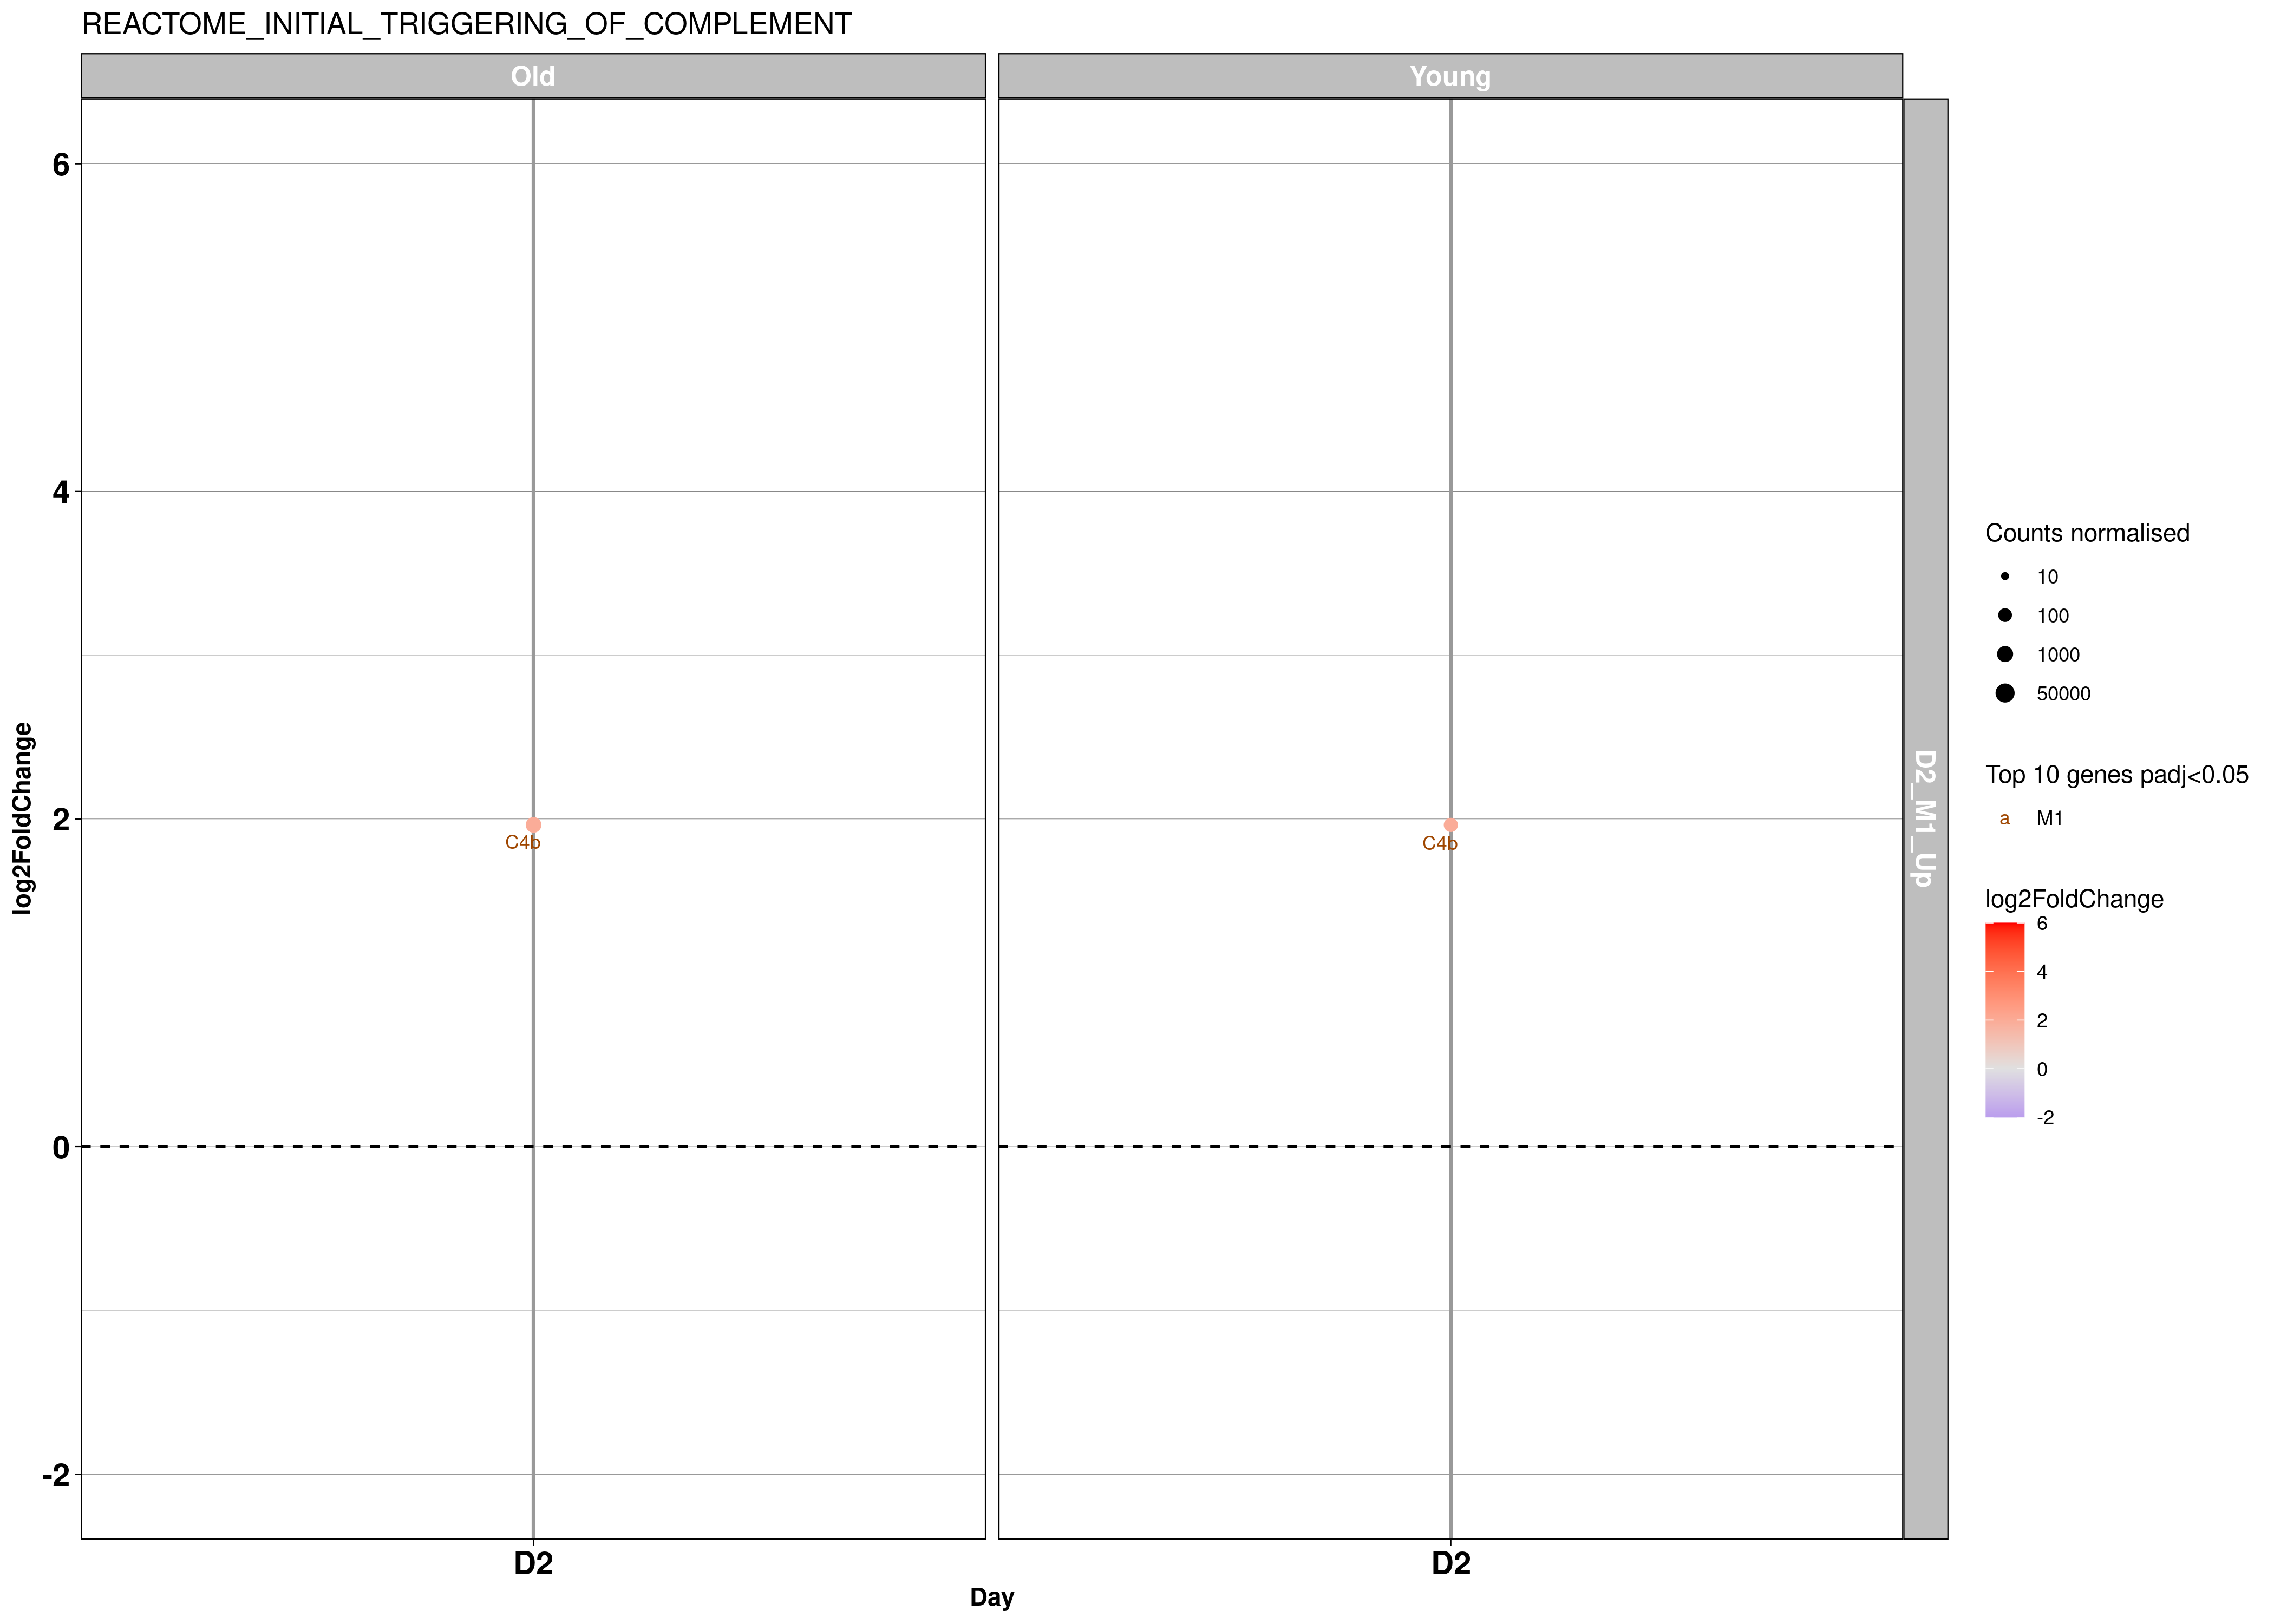 REACTOME_INITIAL_TRIGGERING_OF_COMPLEMENT
Old
Young
6
4
2
0
-2
log2FoldChange
C4b
C4b
D2_M1_Up
D2
D2
Day
Counts normalised
10
100
1000
50000
Top 10 genes padj<0.05
a M1
log2FoldChange
6
4
2
0
-2